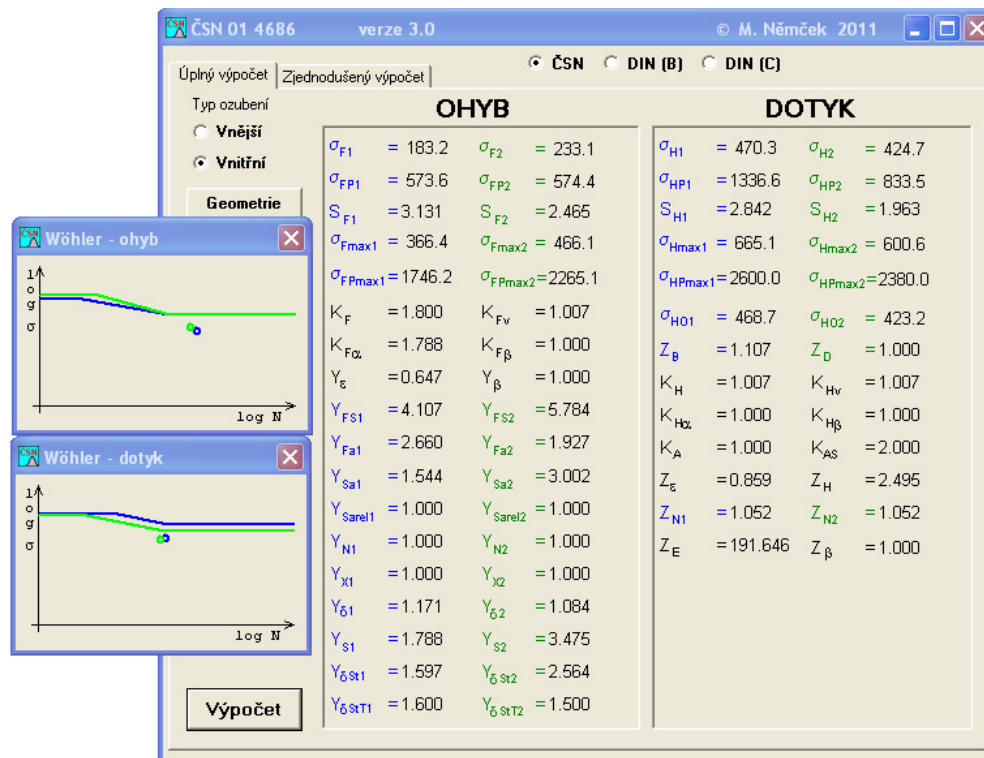 ČSN 01 4686 verze 3.0 © M. Němček 2011
Úplný výpočet Zjednodušený výpočet ČSN DIN (B) DIN (C)
Typ ozubení
Vnější
Vnitřní
Geometrie
Výpočet
OHYB
σF1 = 183.2 σF2 = 233.1
σFP1 = 573.6 σFP2 = 574.4
SF1 =3.131 SF2 =2.465
σFmax1 = 366.4 σFmax2 = 466.1
σFPmax1=1746.2 σFPmax2=2265.1
KF =1.800 KFv =1.007
KFα =1.788 KFβ =1.000
Yε =0.647 Yβ =1.000
YFS1 =4.107 YFS2 =5.784
YFa1 =2.660 YFa2 =1.927
YSa1 =1.544 YSa2 =3.002
YSarel1 =1.000 YSarel2 =1.000
YN1 =1.000 YN2 =1.000
YX1 =1.000 YX2 =1.000
Yδ1 =1.171 Yδ2 =1.084
YS1 =1.788 YS2 =3.475
YδSt1 =1.597 YδSt2 =2.564
YδStT1 =1.600 YδStT2 =1.500
DOTYK
σH1 = 470.3 σH2 = 424.7
σHP1 =1336.6 σHP2 = 833.5
SH1 =2.842 SH2 =1.963
σHmax1 = 665.1 σHmax2 = 600.6
σHPmax1=2600.0 σHPmax2=2380.0
σHO1 = 468.7 σHO2 = 423.2
ZB =1.107 ZD =1.000
KH =1.007 KHv =1.007
KHα =1.000 KHβ =1.000
KA =1.000 KAS =2.000
Zε =0.859 ZH =2.495
ZN1 =1.052 ZN2 =1.052
ZE =191.646 Zβ =1.000
ČSN Wöhler - ohyb
log σ
log N
ČSN Wöhler - dotyk
log σ
log N